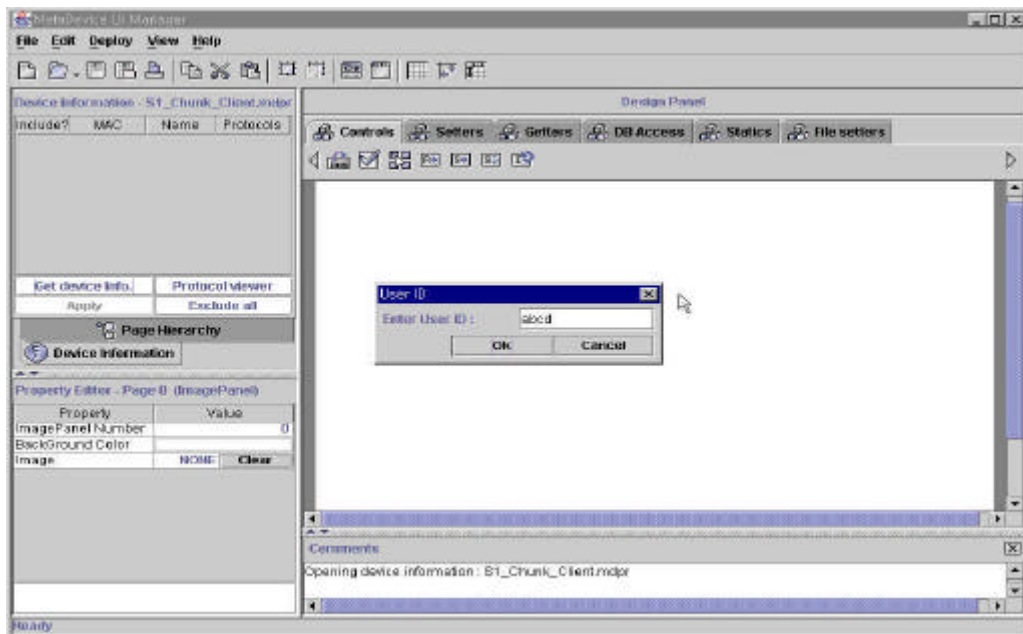 MetaDevice UI Manager
File Edit Deploy View Help
Device Information - S1_Chunk_Client.mdpr
Include? MAC Name Protocols
Get device info. Protocol viewer
Apply Exclude all
Page Hierarchy
Device Information
Property Editor - Page 0 (ImagePanel)
Property Value
ImagePanel Number 0
BackGround Color
Image NONE Clear
Design Panel
Controls Setters Getters DB Access Statics File setters
User ID
Enter User ID : abcd
Ok Cancel
Comments
Opening device information : S1_Chunk_Client.mdpr
Ready